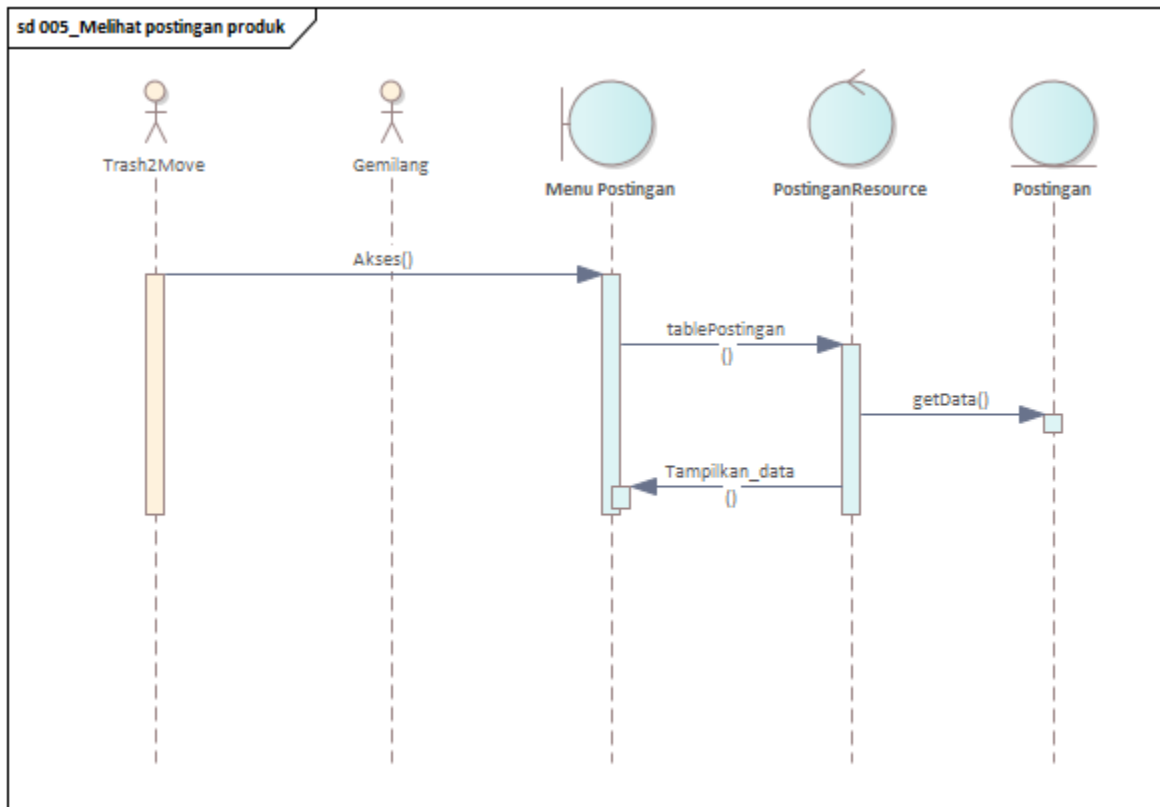 sd 005_Melihat postingan produk
Trash2Move
Gemilang
Menu Postingan
PostinganResource
Postingan
Akses()
tablePostingan
()
getData()
Tampilkan_data
()